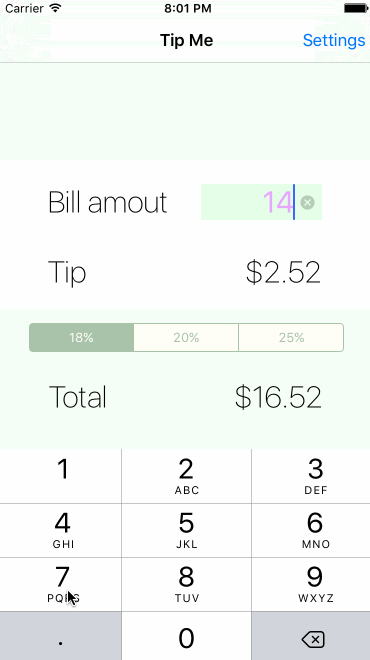 Carrier 8:01 PM
Tip Me Settings
Bill amout 14
Tip $2.52
18% 20% 25%
Total $16.52
1 2 3
ABC DEF
4 5 6
GHI JKL MNO
7 8 9
PQRS TUV WXYZ
. 0